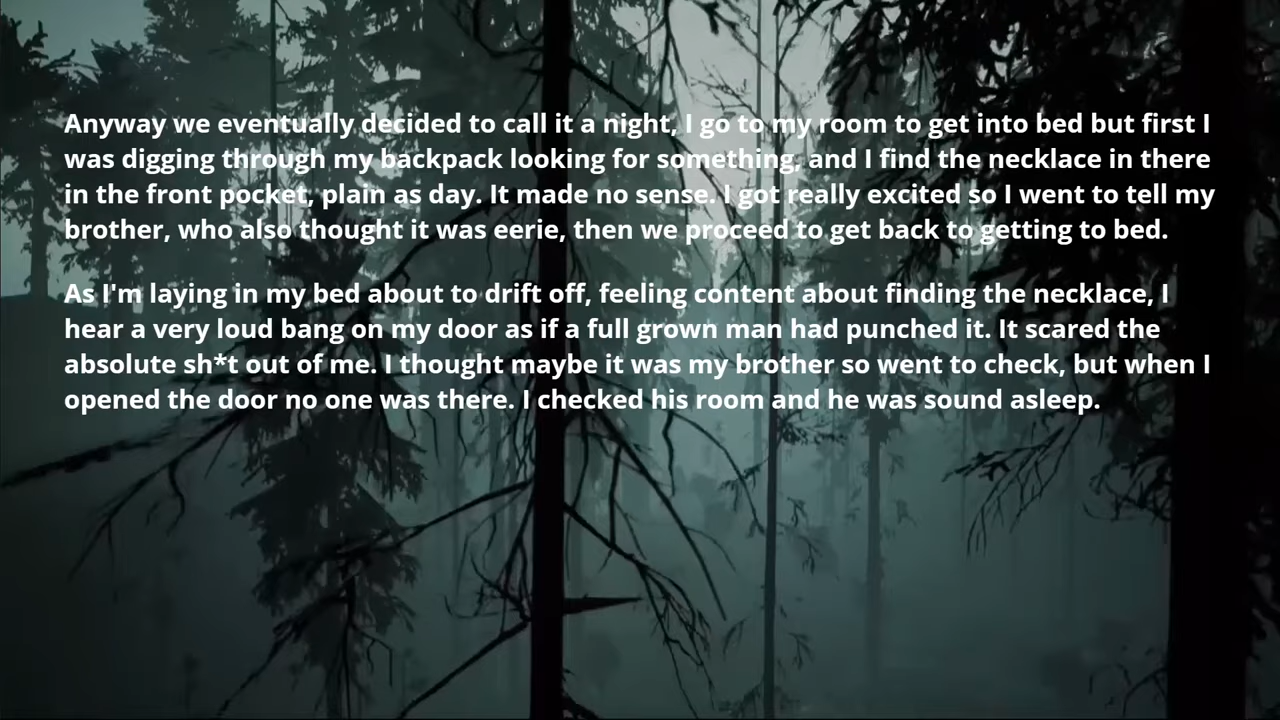 Anyway we eventually decided to call it a night, I go to my room to get into bed but first I
was digging through my backpack looking for something, and I find the necklace in there
in the front pocket, plain as day. It made no sense. I got really excited so I went to tell my
brother, who also thought it was eerie, then we proceed to get back to getting to bed.
As I'm laying in my bed about to drift off, feeling content about finding the necklace, I
hear a very loud bang on my door as if a full grown man had punched it. It scared the
absolute sh*t out of me. I thought maybe it was my brother so went to check, but when I
opened the door no one was there. I checked his room and he was sound asleep.